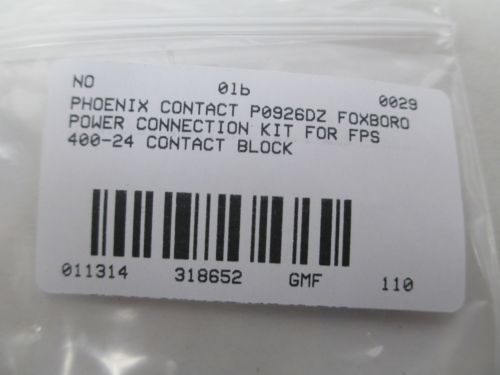 NO 01b 0029
PHOENIX CONTACT P0926DZ FOXBORO
POWER CONNECTION KIT FOR FPS
400-24 CONTACT BLOCK
011314 318652 GMF 110